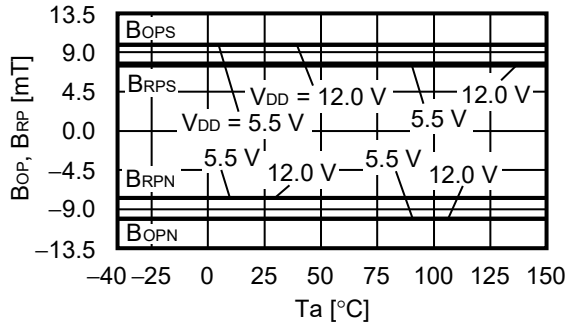 13.5
9.0
4.5
0.0
−4.5
−9.0
−13.5
BOP, BRP [mT]
BOPS
BRPS
VDD = 12.0 V
12.0 V
VDD = 5.5 V
5.5 V
5.5 V
5.5 V
BRPN
12.0 V
12.0 V
BOPN
−40 −25 0 25 50 75 100 125 150
Ta [°C]